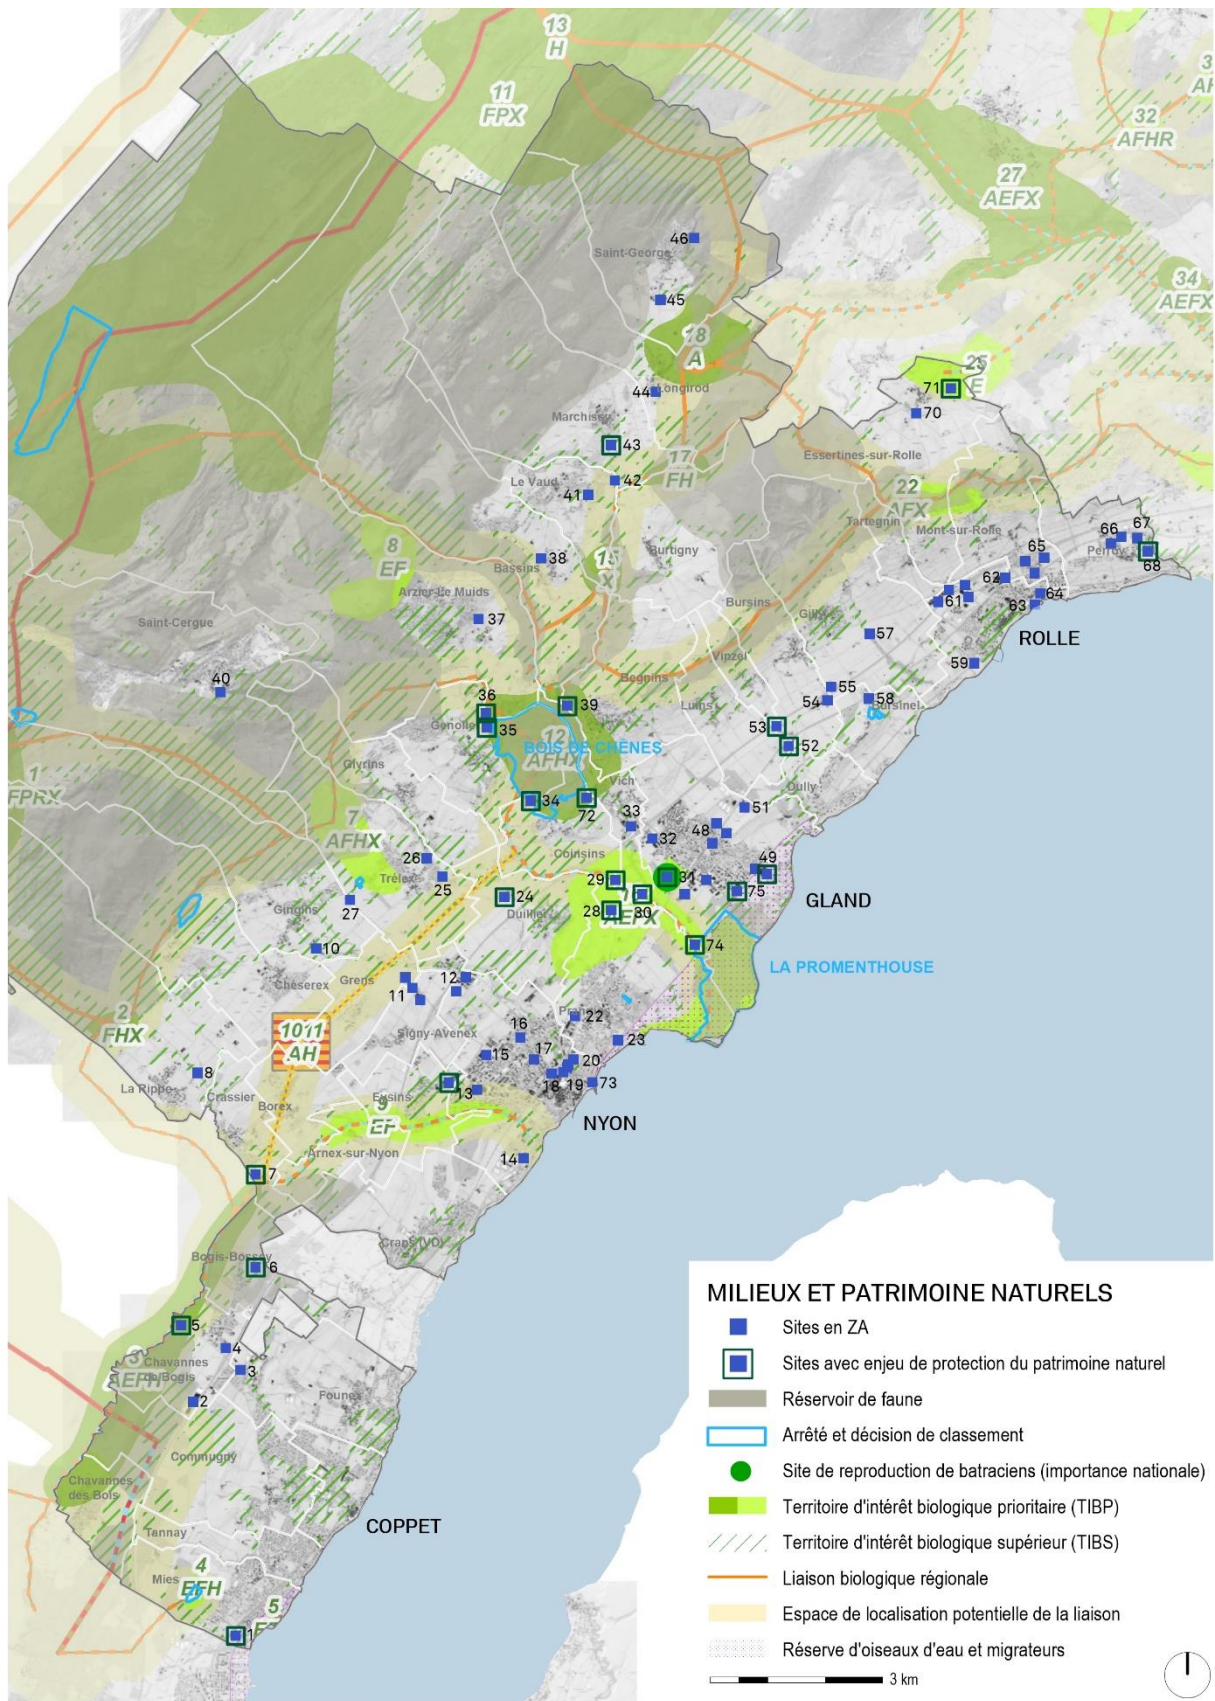 13
H
11
FPX
3
AF
32
AFHR
27
AEFX
34
AEFX
46
Saint-George
45
18
A
Longirod
44
Marchissy
43
17
FH
25
E
71
70
Essertines-sur-Rolle
22
AFX
Tartegnin
Mont-sur-Rolle
42
Le Vaud
41
66
67
Perroy
68
65
8
EF
38
Bassins
15
X
Burtigny
62
64
61
63
ROLLE
Arzier-Le Muids
37
Bursins
Gilly
57
Saint-Cergue
40
Vinzel
59
Begnins
55
54
58
Bursinel
Luins
36
39
35
Genolier
12
AFHX
BOIS DE CHÊNES
53
52
Givrins
1
FPRX
Vich
34
72
Dully
51
33
48
7
AFHX
32
26
Coinsins
49
Trélex
25
29
31
75
24
30
GLAND
27
Duillier
28
AEFX
Gingins
74
10
LA PROMENTHOUSE
Chéserex
Grens
12
11
2
FHX
1011
AH
Signy-Avenex
Prangins
22
16
23
17
15
20
8
La Rippe
Crassier
18
19
73
13
Eysins
Borex
9
EF
NYON
Arnex-sur-Nyon
14
7
Crans (VD)
Bogis-Bossey
6
5
4
3
AEFH
Chavannes
de Bogis
3
2
Founex
Commugny
Chavannes
des Bois
COPPET
Tannay
4
EFH
Mies
5
1
MILIEUX ET PATRIMOINE NATURELS
Sites en ZA
Sites avec enjeu de protection du patrimoine naturel
Réservoir de faune
Arrêté et décision de classement
Site de reproduction de batraciens (importance nationale)
Territoire d'intérêt biologique prioritaire (TIBP)
Territoire d'intérêt biologique supérieur (TIBS)
Liaison biologique régionale
Espace de localisation potentielle de la liaison
Réserve d'oiseaux d'eau et migrateurs
3 km